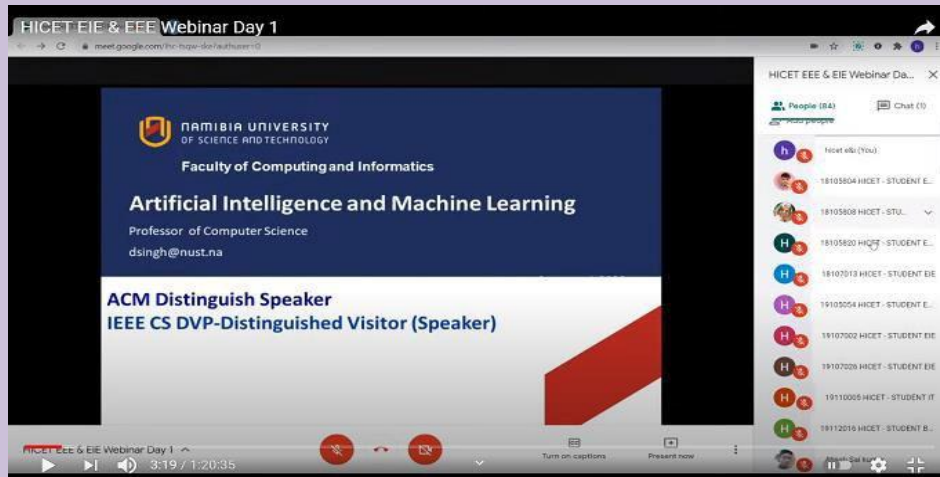 HICET EIE & EEE Webinar Day 1
HICET EEE & EIE Webinar Da...
People (84)
Chat (1)
Add people
NAMIBIA UNIVERSITY
OF SCIENCE AND TECHNOLOGY
Faculty of Computing and Informatics
Artificial Intelligence and Machine Learning
Professor of Computer Science
dsingh@nust.na
ACM Distinguish Speaker
IEEE CS DVP-Distinguished Visitor (Speaker)
(You)
18105804 HICET - STUDENT E...
18105808 HICET - STU...
18105820 HICET - STUDENT E...
18107013 HICET - STUDENT EIE
19105054 HICET - STUDENT E...
19107002 HICET - STUDENT EIE
19107026 HICET - STUDENT EIE
19110005 HICET - STUDENT IT
19112016 HICET - STUDENT B...
HICET EEE & EIE Webinar Day 1
Turn on captions
Present now
3:19 / 1:20:35